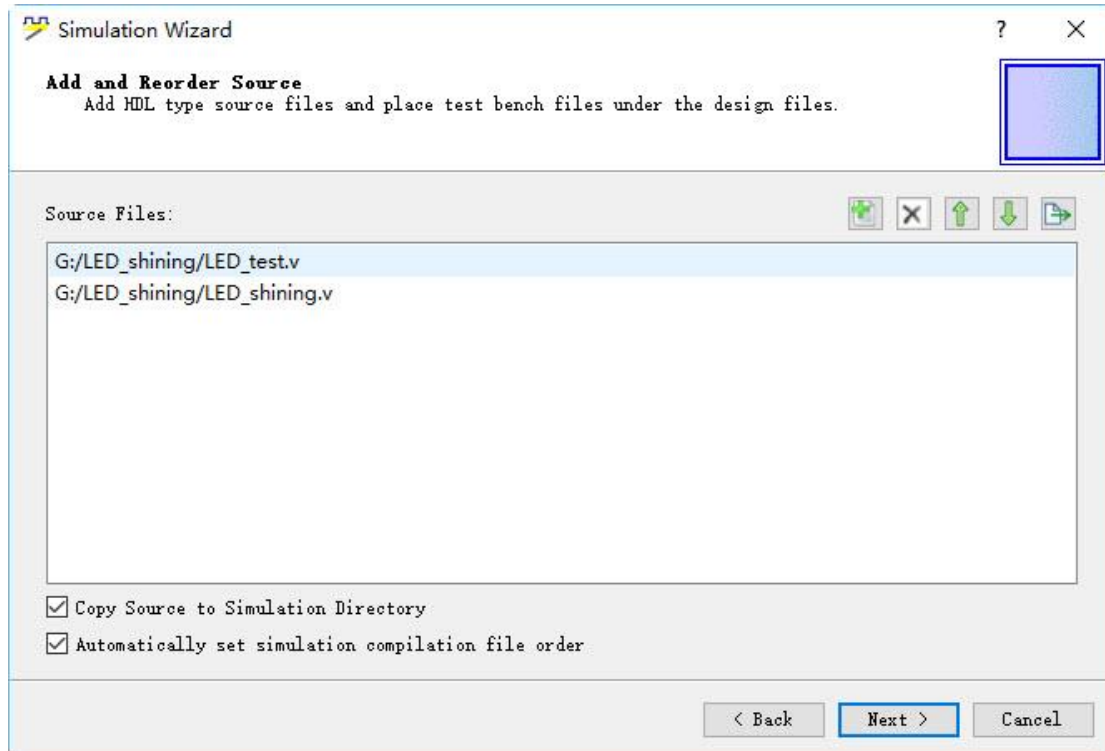 Simulation Wizard
?
Add and Reorder Source
Add HDL type source files and place test bench files under the design files.
Source Files:
G:/LED_shining/LED_test.v
G:/LED_shining/LED_shining.v
Copy Source to Simulation Directory
Automatically set simulation compilation file order
< Back
Next >
Cancel